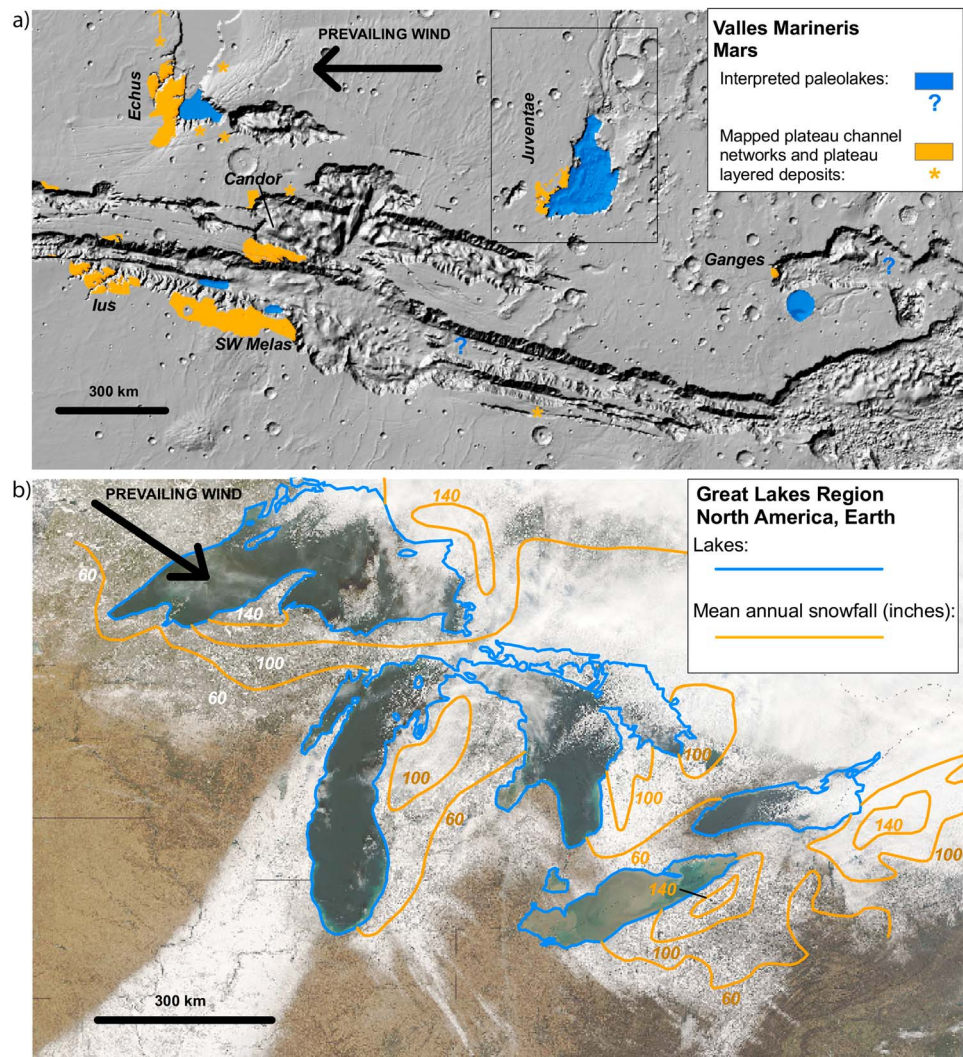 a)
PREVAILING WIND
Echus
Candor
Juventae
Ganges
?
Ius
SW Melas
?
*
300 km
Valles Marineris
Mars
Interpreted paleolakes:
?
Mapped plateau channel
networks and plateau
layered deposits:
*
b)
PREVAILING WIND
140
60
140
100
60
100
60
100
100
60
140
100
140
100
60
300 km
Great Lakes Region
North America, Earth
Lakes:
Mean annual snowfall (inches):